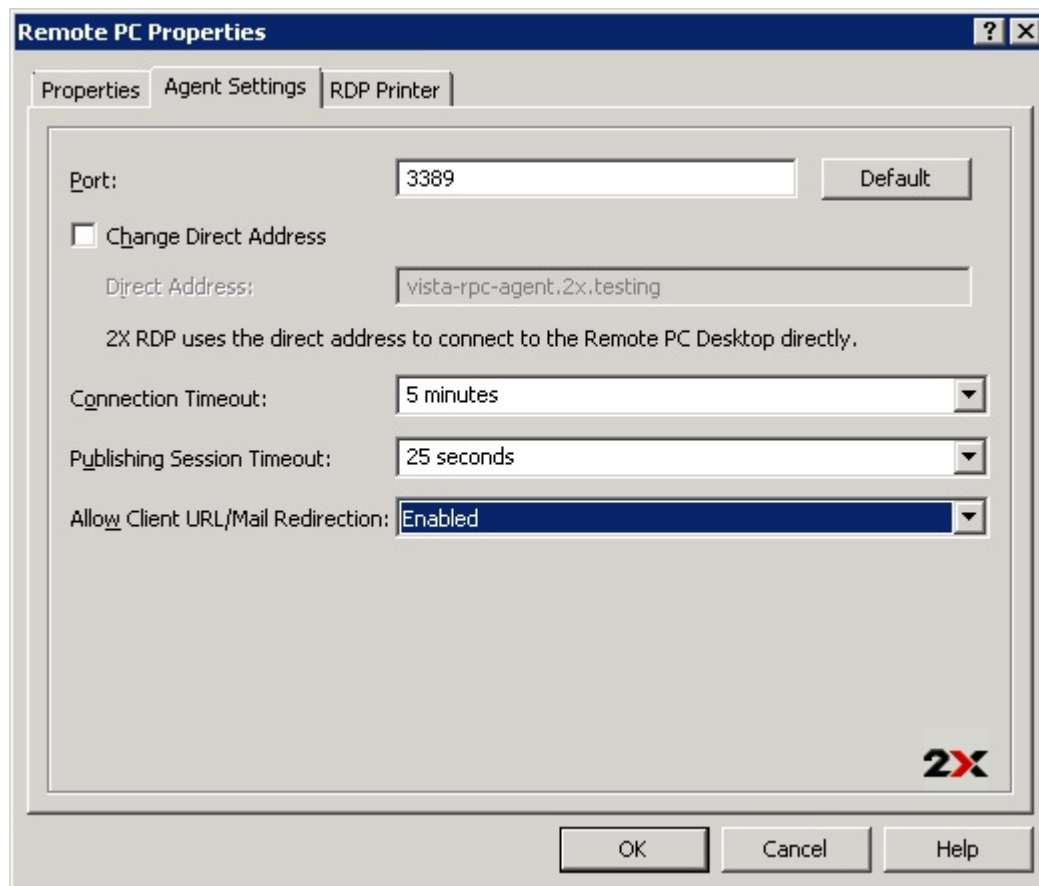 Remote PC Properties
Properties Agent Settings RDP Printer
Port: 3389 Default
Change Direct Address
Direct Address: vista-rpc-agent.2x.testing
2X RDP uses the direct address to connect to the Remote PC Desktop directly.
Connection Timeout: 5 minutes
Publishing Session Timeout: 25 seconds
Allow Client URL/Mail Redirection: Enabled
2X
OK Cancel Help